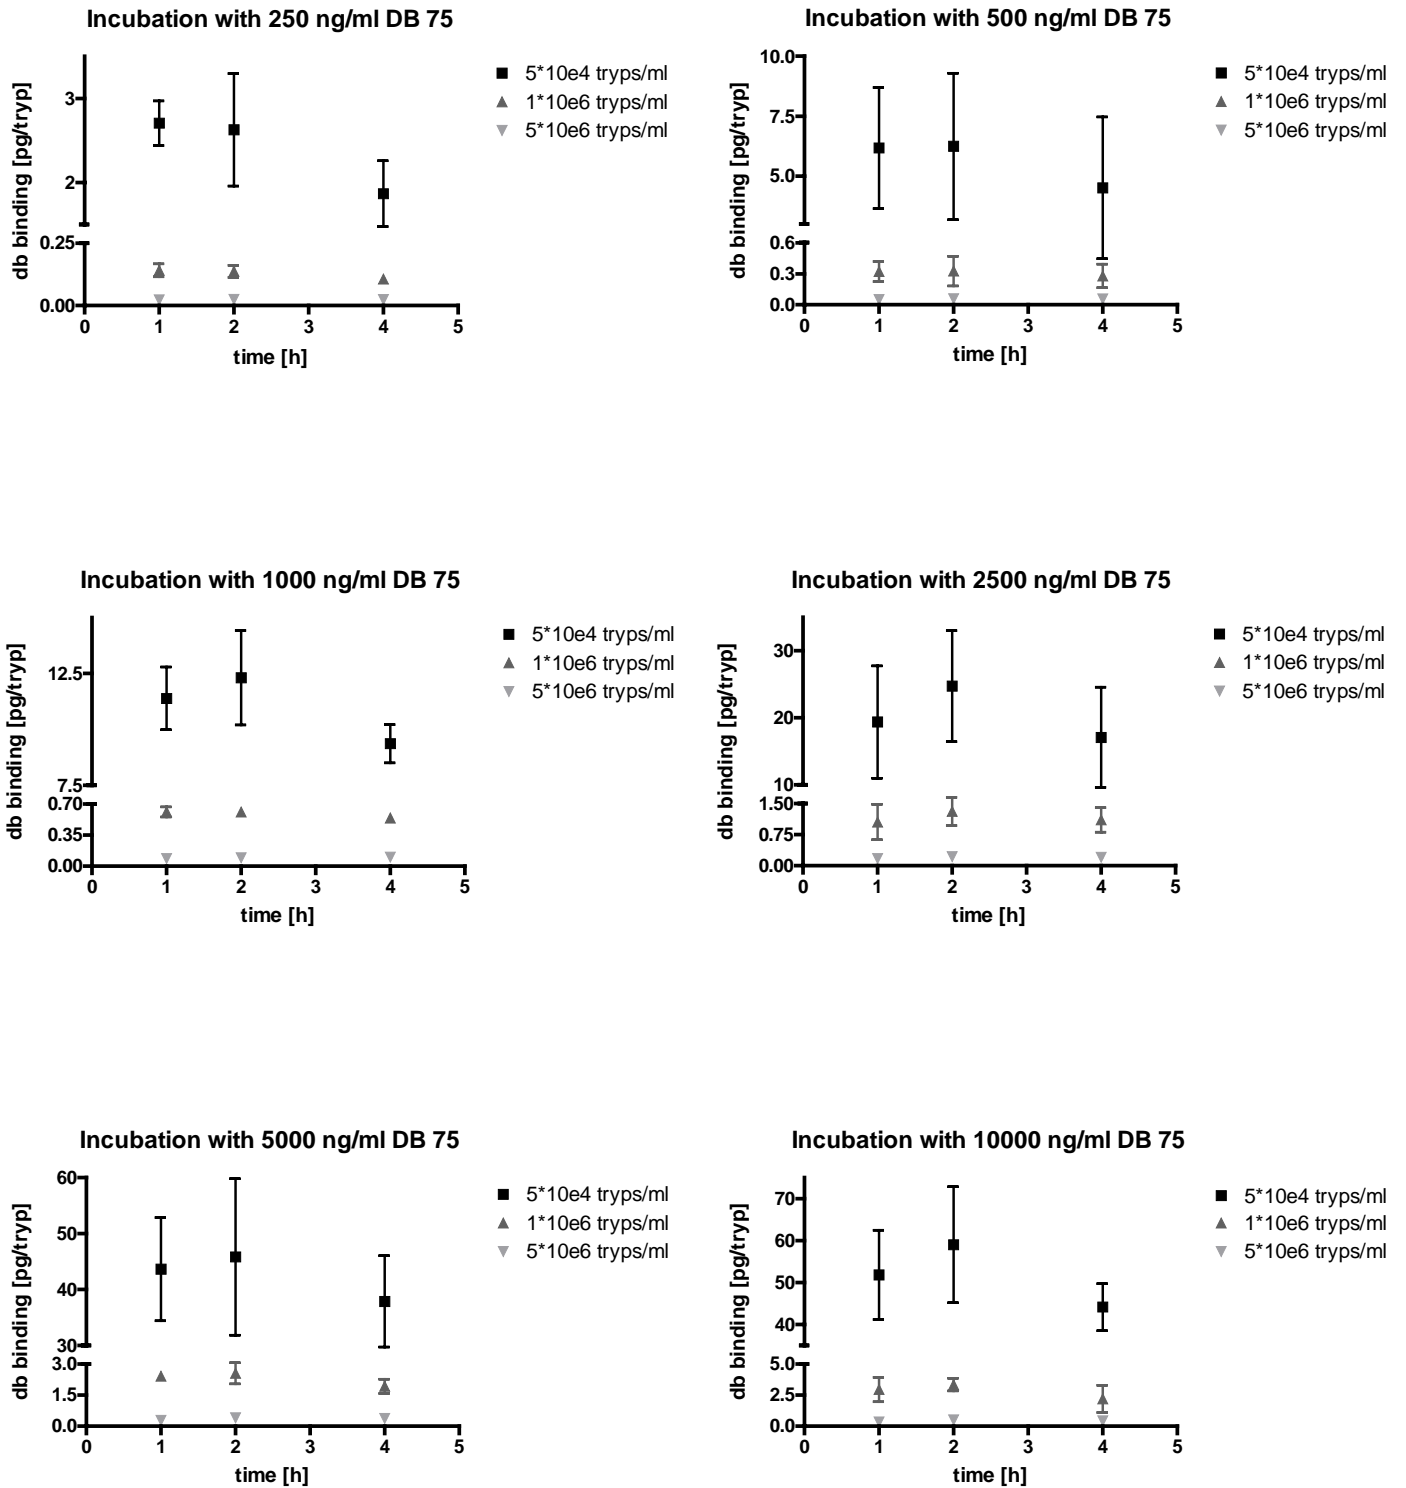 Incubation with 250 ng/ml DB 75
5*10e4 tryps/ml
1*10e6 tryps/ml
5*10e6 tryps/ml
db binding [pg/tryp]
3
2
0.25
0.00
0 1 2 3 4 5
time [h]
Incubation with 500 ng/ml DB 75
5*10e4 tryps/ml
1*10e6 tryps/ml
5*10e6 tryps/ml
db binding [pg/tryp]
10.0
7.5
5.0
0.6
0.3
0.0
0 1 2 3 4 5
time [h]
Incubation with 1000 ng/ml DB 75
5*10e4 tryps/ml
1*10e6 tryps/ml
5*10e6 tryps/ml
db binding [pg/tryp]
12.5
7.5
0.70
0.35
0.00
0 1 2 3 4 5
time [h]
Incubation with 2500 ng/ml DB 75
5*10e4 tryps/ml
1*10e6 tryps/ml
5*10e6 tryps/ml
db binding [pg/tryp]
30
20
10
1.50
0.75
0.00
0 1 2 3 4 5
time [h]
Incubation with 5000 ng/ml DB 75
5*10e4 tryps/ml
1*10e6 tryps/ml
5*10e6 tryps/ml
db binding [pg/tryp]
60
50
40
30
3.0
1.5
0.0
0 1 2 3 4 5
time [h]
Incubation with 10000 ng/ml DB 75
5*10e4 tryps/ml
1*10e6 tryps/ml
5*10e6 tryps/ml
db binding [pg/tryp]
70
60
50
40
5.0
2.5
0.0
0 1 2 3 4 5
time [h]